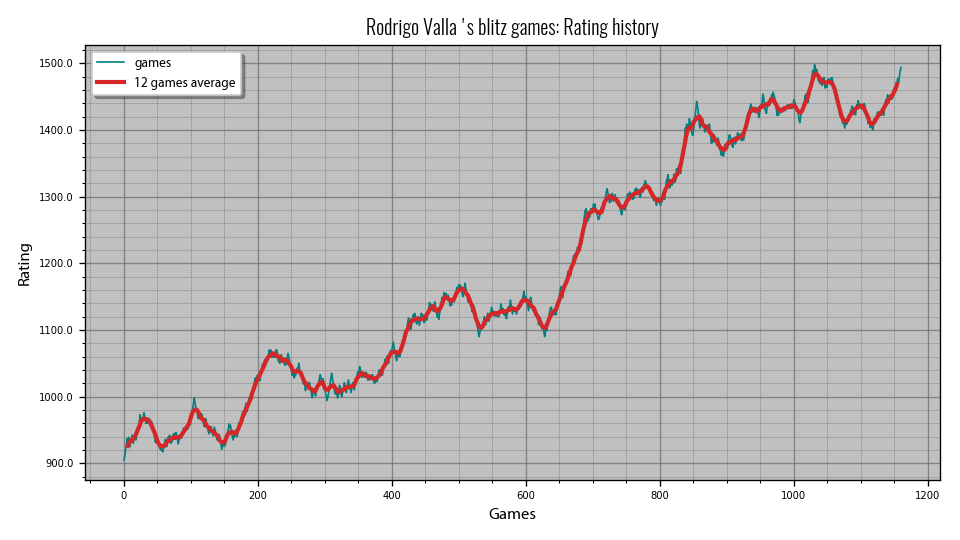 Rodrigo Valla 's blitz games: Rating history
games
12 games average
Rating
1500.0
1400.0
1300.0
1200.0
1100.0
1000.0
900.0
0 200 400 600 800 1000 1200
Games